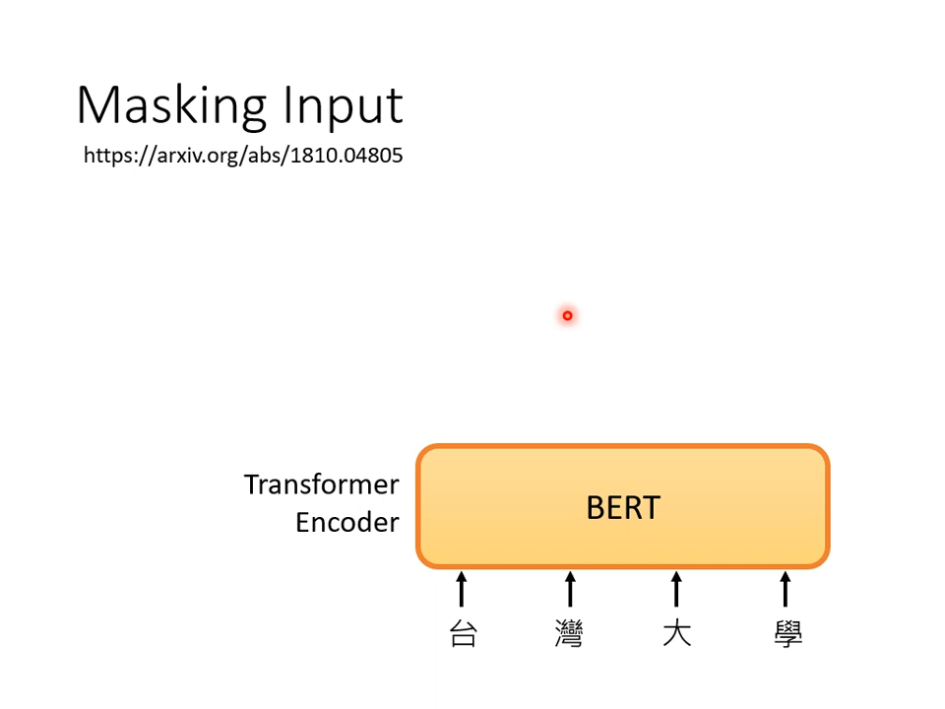 Masking Input
https://arxiv.org/abs/1810.04805
Transformer
Encoder
BERT
台 灣 大 學